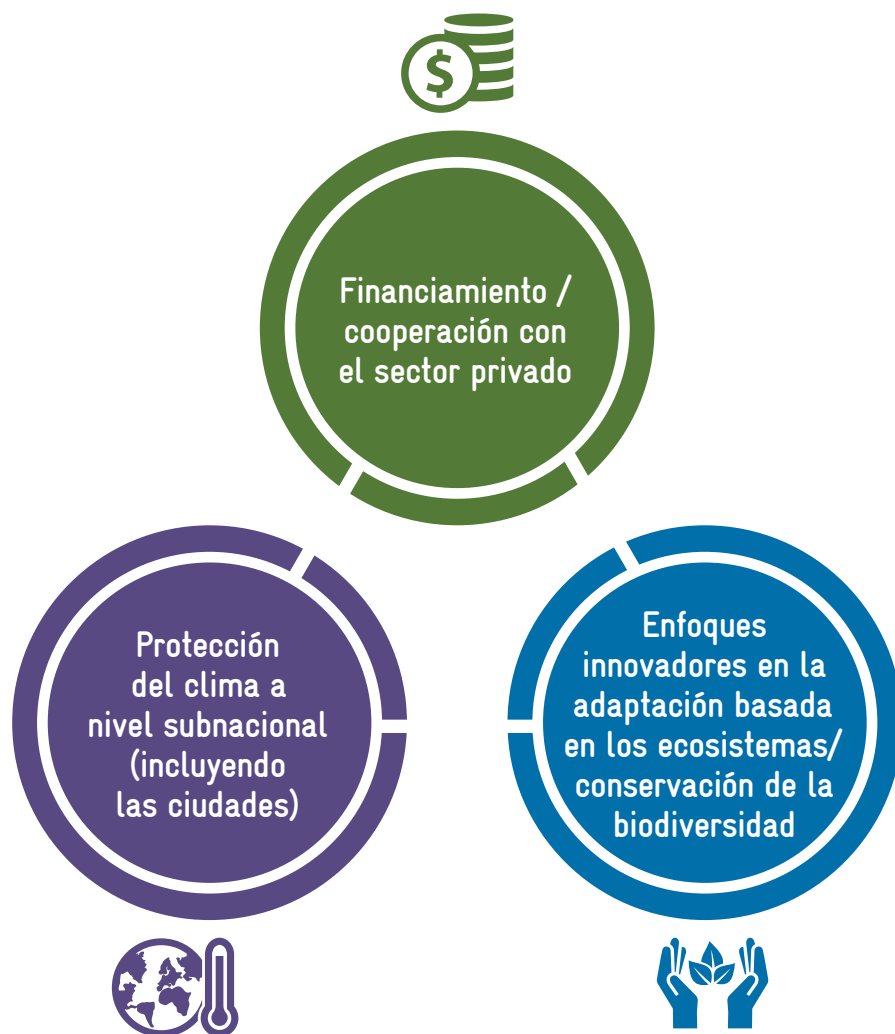 $
Financiamiento /
cooperación con
el sector privado
Protección
del clima a
nivel subnacional
(incluyendo
las ciudades)
Enfoques
innovadores en la
adaptación basada
en los ecosistemas/
conservación de la
biodiversidad